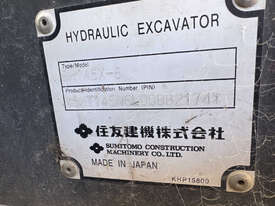 HYDRAULIC EXCAVATOR
Type/Model
Product Identification Number (PIN)
住友建機株式会社
SUMITOMO CONSTRUCTION
MACHINERY CO., LTD.
MADE IN JAPAN
KHP15800